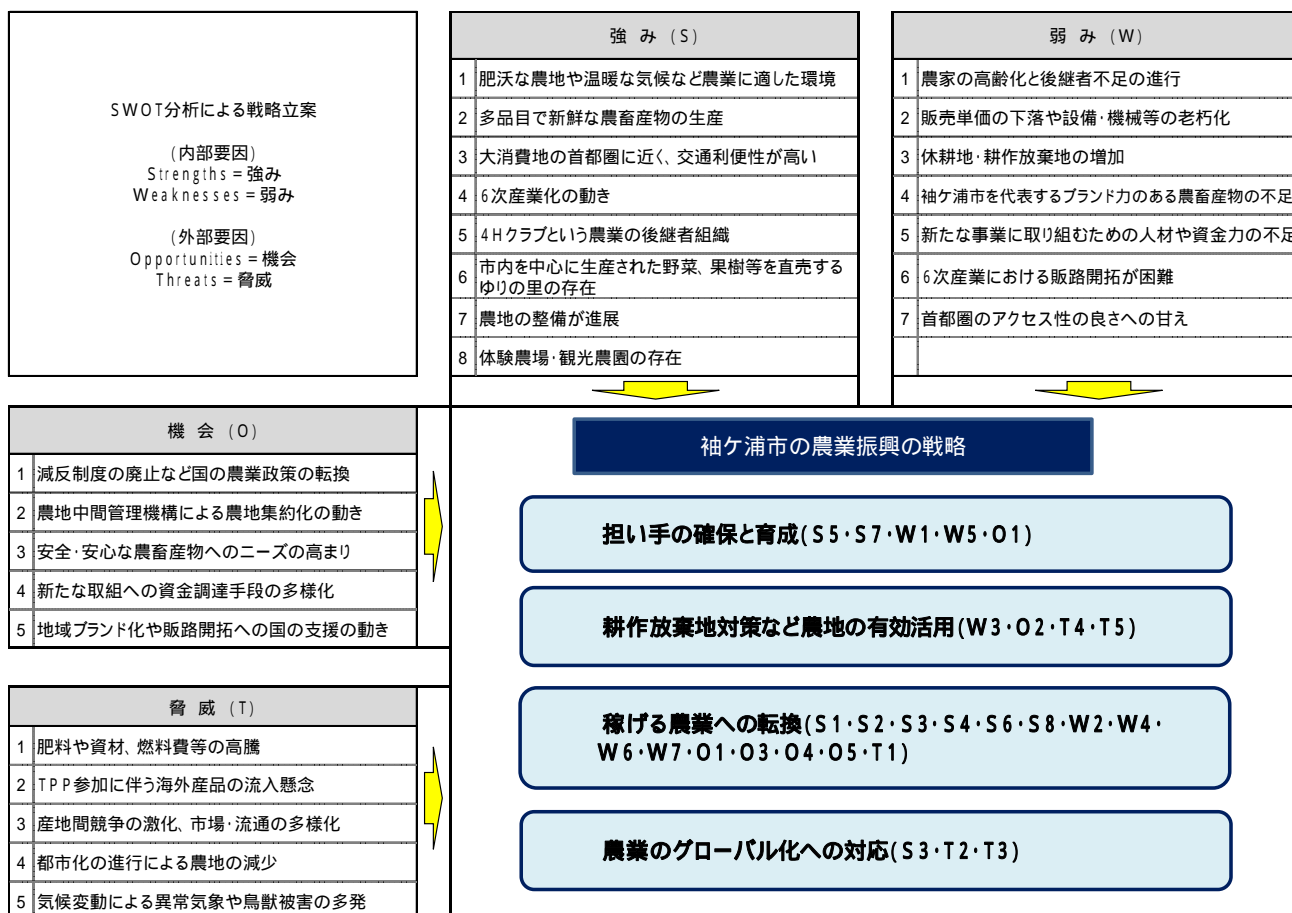 SWOT分析による戦略立案
(内部要因)
Strengths=強み
Weaknesses=弱み
(外部要因)
Opportunities=機会
Threats=脅威
強 み (S)
1 肥沃な農地や温暖な気候など農業に適した環境
2 多品目で新鮮な農畜産物の生産
3 大消費地の首都圏に近く、交通利便性が高い
4 6次産業化の動き
5 4Hクラブという農業の後継者組織
6 市内を中心に生産された野菜、果樹等を直売する
ゆりの里の存在
7 農地の整備が進展
8 体験農場・観光農園の存在
弱 み (W)
1 農家の高齢化と後継者不足の進行
2 販売単価の下落や設備・機械等の老朽化
3 休耕地・耕作放棄地の増加
4 袖ケ浦市を代表するブランド力のある農畜産物の不足
5 新たな事業に取り組むための人材や資金力の不足
6 6次産業における販路開拓が困難
7 首都圏のアクセス性の良さへの甘え
機 会 (O)
1 減反制度の廃止など国の農業政策の転換
2 農地中間管理機構による農地集約化の動き
3 安全・安心な農畜産物へのニーズの高まり
4 新たな取組への資金調達手段の多様化
5 地域ブランド化や販路開拓への国の支援の動き
脅 威 (T)
1 肥料や資材、燃料費等の高騰
2 TPP参加に伴う海外産品の流入懸念
3 産地間競争の激化、市場・流通の多様化
4 都市化の進行による農地の減少
5 気候変動による異常気象や鳥獣被害の多発
袖ケ浦市の農業振興の戦略
担い手の確保と育成(S5・S7・W1・W5・O1)
耕作放棄地対策など農地の有効活用(W3・O2・T4・T5)
稼げる農業への転換(S1・S2・S3・S4・S6・S8・W2・W4・
W6・W7・O1・O3・O4・O5・T1)
農業のグローバル化への対応(S3・T2・T3)